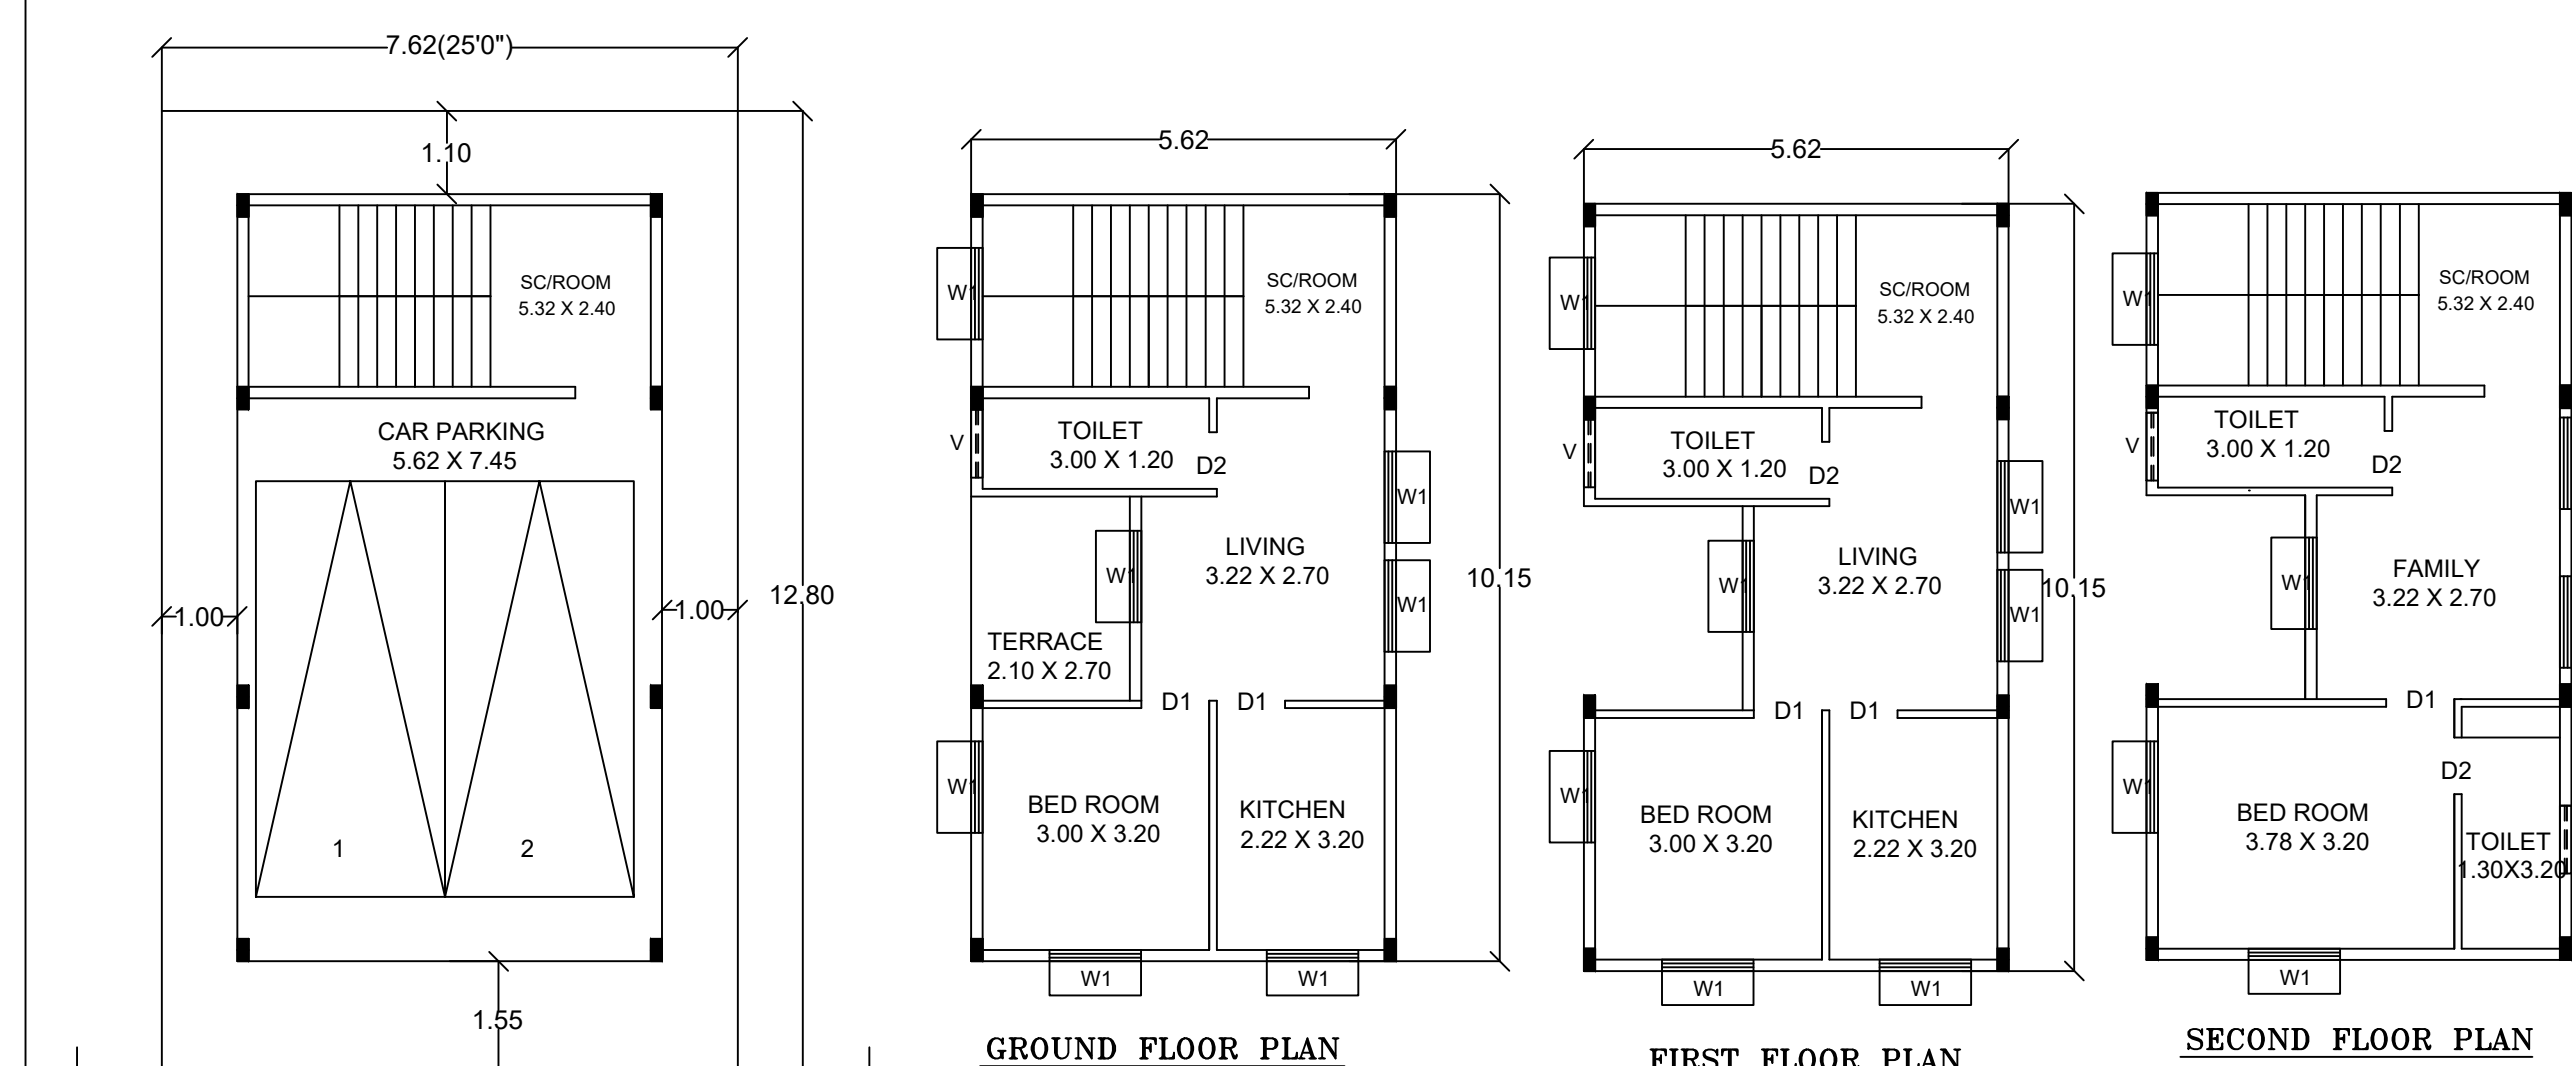 7.62(25'0")
1.10
SC/ROOM
5.32 X 2.40
CAR PARKING
5.62 X 7.45
1.00
1.00
12.80
1
2
1.55
5.62
W1
SC/ROOM
5.32 X 2.40
V
TOILET
3.00 X 1.20
D2
W1
LIVING
3.22 X 2.70
W1
W1
10.15
TERRACE
2.10 X 2.70
D1
D1
W1
BED ROOM
3.00 X 3.20
KITCHEN
2.22 X 3.20
W1
W1
GROUND FLOOR PLAN
5.62
W1
SC/ROOM
5.32 X 2.40
V
TOILET
3.00 X 1.20
D2
W1
LIVING
3.22 X 2.70
W1
W1
10.15
D1
D1
W1
BED ROOM
3.00 X 3.20
KITCHEN
2.22 X 3.20
W1
W1
FIRST FLOOR PLAN
W1
SC/ROOM
5.32 X 2.40
V
TOILET
3.00 X 1.20
D2
W1
FAMILY
3.22 X 2.70
D1
D2
W1
BED ROOM
3.78 X 3.20
TOILET
1.30X3.20
W1
SECOND FLOOR PLAN